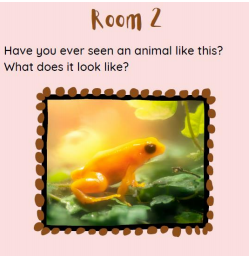 Room 2
Have you ever seen an animal like this?
What does it look like?